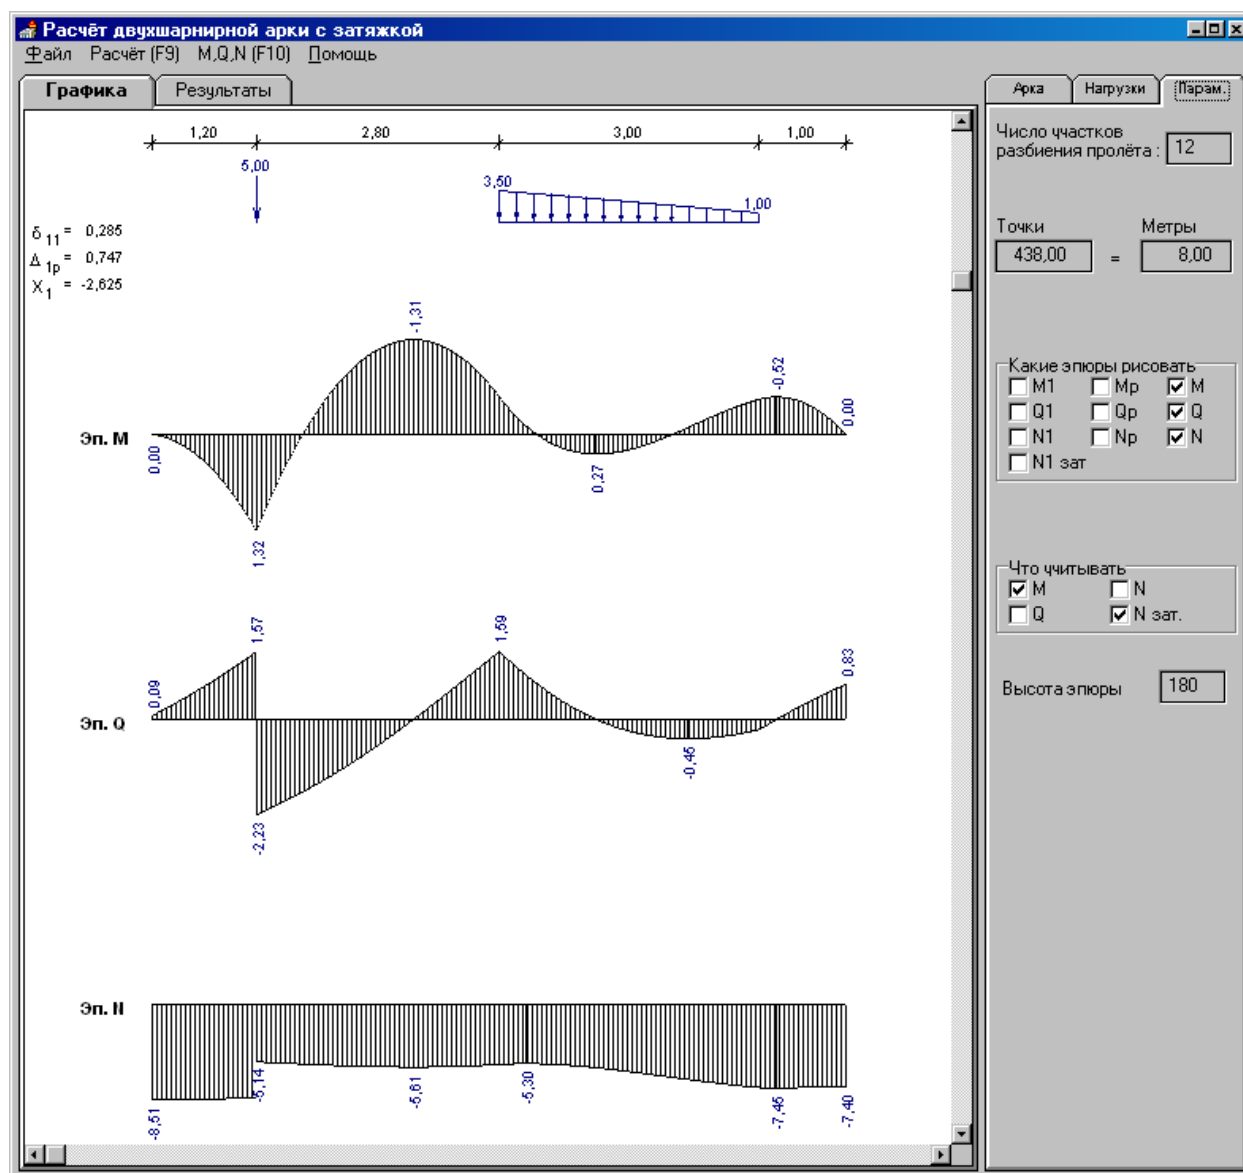 Расчёт двухшарнирной арки с затяжкой
Файл Расчёт (F9) M,Q,N (F10) Помощь
Графика Результаты
Арка Нагрузки Парам.
1,20 2,80 3,00 1,00
5,00
3,50
1,00
δ 11 = 0,285
Δ 1p = 0,747
X 1 = -2,625
-1,31
-0,52
0,00
Эп. M
0,00
1,32
0,27
1,57
1,59
0,83
0,09
Эп. Q
-2,23
-0,45
Эп. N
-8,51
-5,14
-5,61
-5,30
-7,45
-7,40
Число участков
разбиения пролёта : 12
Точки Метры
438,00 = 8,00
Какие эпюры рисовать
M1 Mp M
Q1 Qp Q
N1 Np N
N1 зат
Что учитывать
M N
Q N зат.
Высота эпюры 180